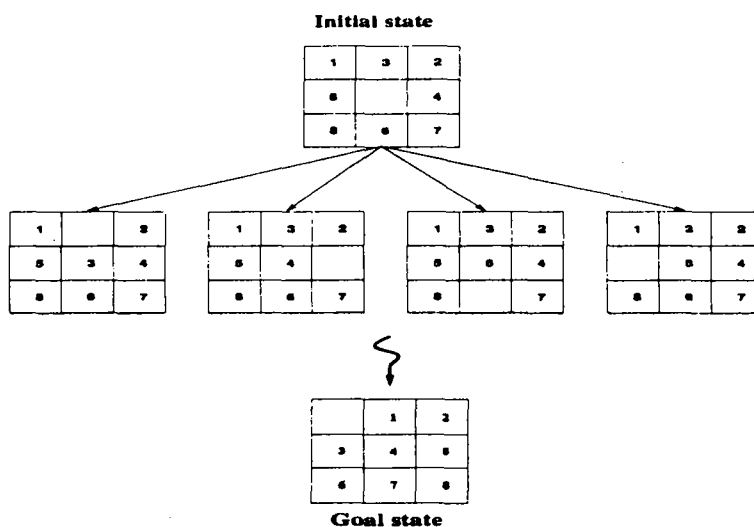 Initial state
1 3 2
5 4
8 6 7
1 2 1 3 2 1 3 2 1 3 2
5 3 4 5 4 5 6 4 5 4
8 6 7 8 6 7 8 7 8 6 7
1 2
3 4 5
6 7 8
Goal state